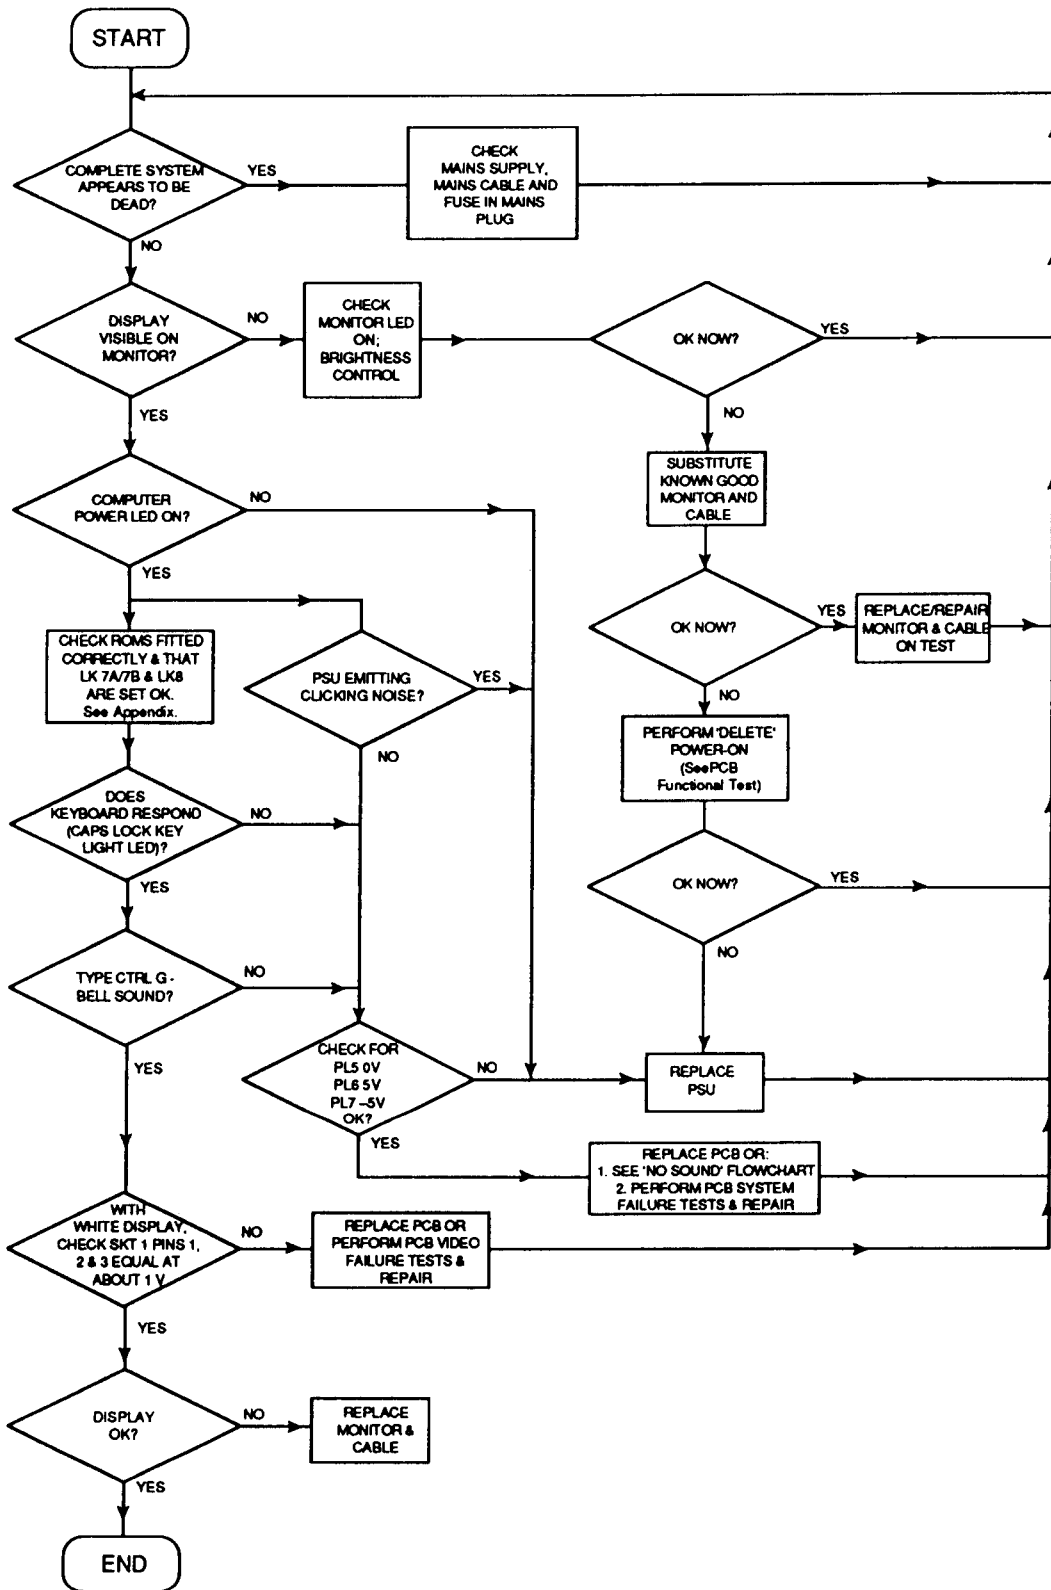 START
COMPLETE SYSTEM
APPEARS TO BE
DEAD?
YES
CHECK
MAINS SUPPLY,
MAINS CABLE AND
FUSE IN MAINS
PLUG
NO
DISPLAY
VISIBLE ON
MONITOR?
NO
CHECK
MONITOR LED
ON;
BRIGHTNESS
CONTROL
OK NOW?
YES
YES
NO
SUBSTITUTE
KNOWN GOOD
MONITOR AND
CABLE
COMPUTER
POWER LED ON?
NO
YES
OK NOW?
YES
REPLACE/REPAIR
MONITOR & CABLE
ON TEST
NO
CHECK ROMS FITTED
CORRECTLY & THAT
LK 7A/7B & LK8
ARE SET OK.
See Appendix.
PSU EMITTING
CLICKING NOISE?
YES
NO
PERFORM 'DELETE'
POWER-ON
(SeePCB
Functional Test)
DOES
KEYBOARD RESPOND
(CAPS LOCK KEY
LIGHT LED)?
NO
YES
OK NOW?
YES
NO
TYPE CTRL G -
BELL SOUND?
NO
YES
CHECK FOR
PL5 0V
PL6 5V
PL7 –5V
OK?
NO
REPLACE
PSU
YES
REPLACE PCB OR:
1. SEE 'NO SOUND' FLOWCHART
2. PERFORM PCB SYSTEM
FAILURE TESTS & REPAIR
WITH
WHITE DISPLAY,
CHECK SKT 1 PINS 1,
2 & 3 EQUAL AT
ABOUT 1 V
NO
REPLACE PCB OR
PERFORM PCB VIDEO
FAILURE TESTS &
REPAIR
YES
DISPLAY
OK?
NO
REPLACE
MONITOR &
CABLE
YES
END